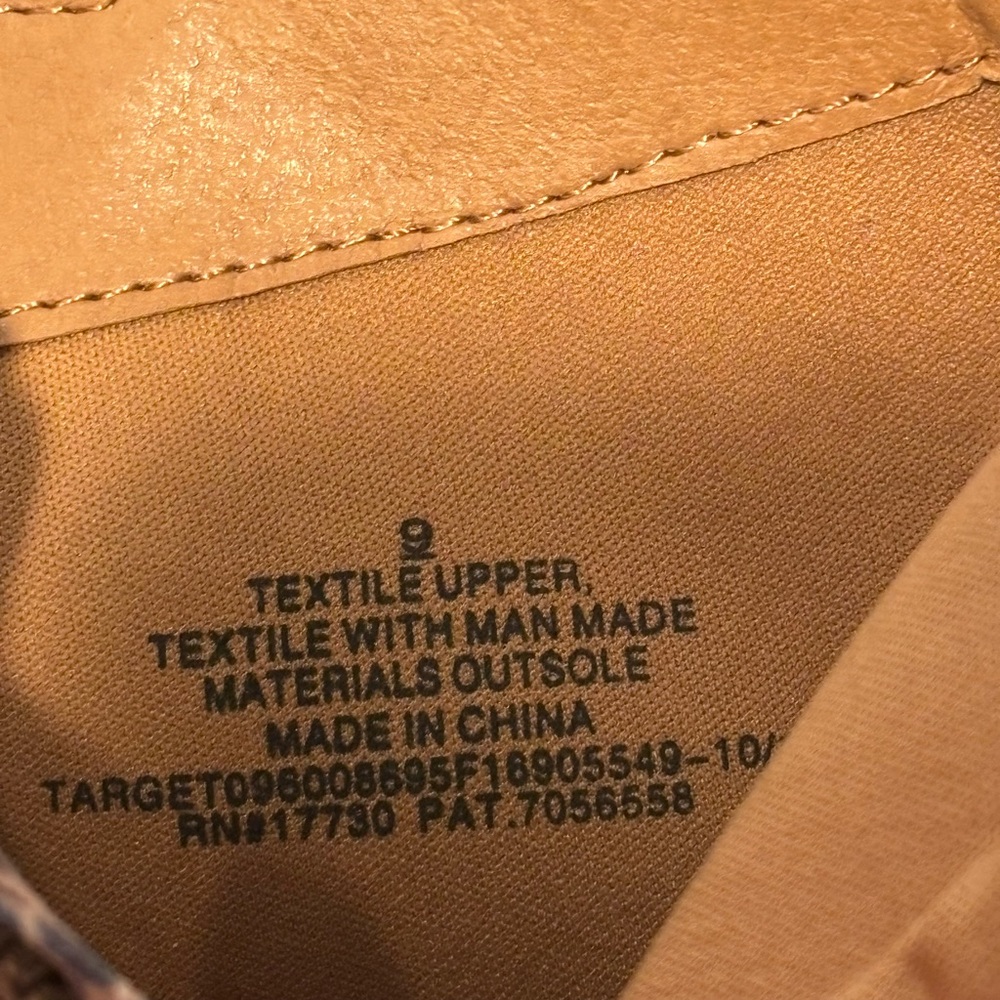 9
TEXTILE UPPER,
TEXTILE WITH MAN MADE
MATERIALS OUTSOLE
MADE IN CHINA
TARGET096008695F16905549-10/
RN#17730 PAT.7056558